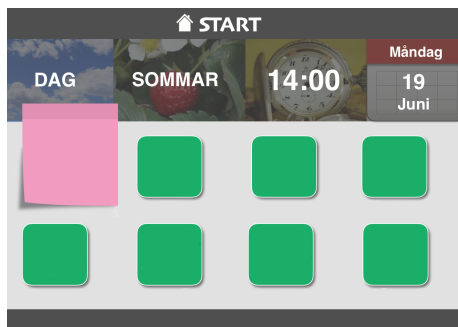 START
DAG
SOMMAR
14:00
Måndag
19
Juni